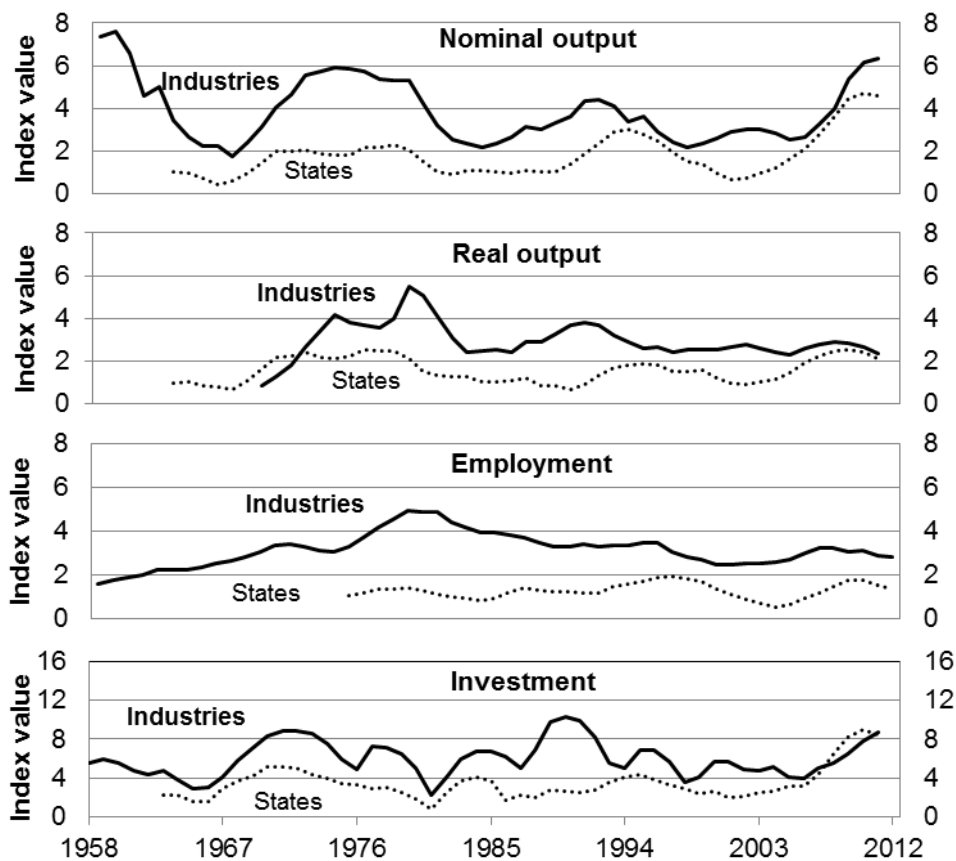 Nominal output
Index value
8 8
6 6
4 4
2 2
0 0
Industries
States
Real output
Index value
8 8
6 6
4 4
2 2
0 0
Industries
States
Employment
Index value
8 8
6 6
4 4
2 2
0 0
Industries
States
Investment
Index value
16 16
12 12
8 8
4 4
0 0
Industries
States
1958 1967 1976 1985 1994 2003 2012